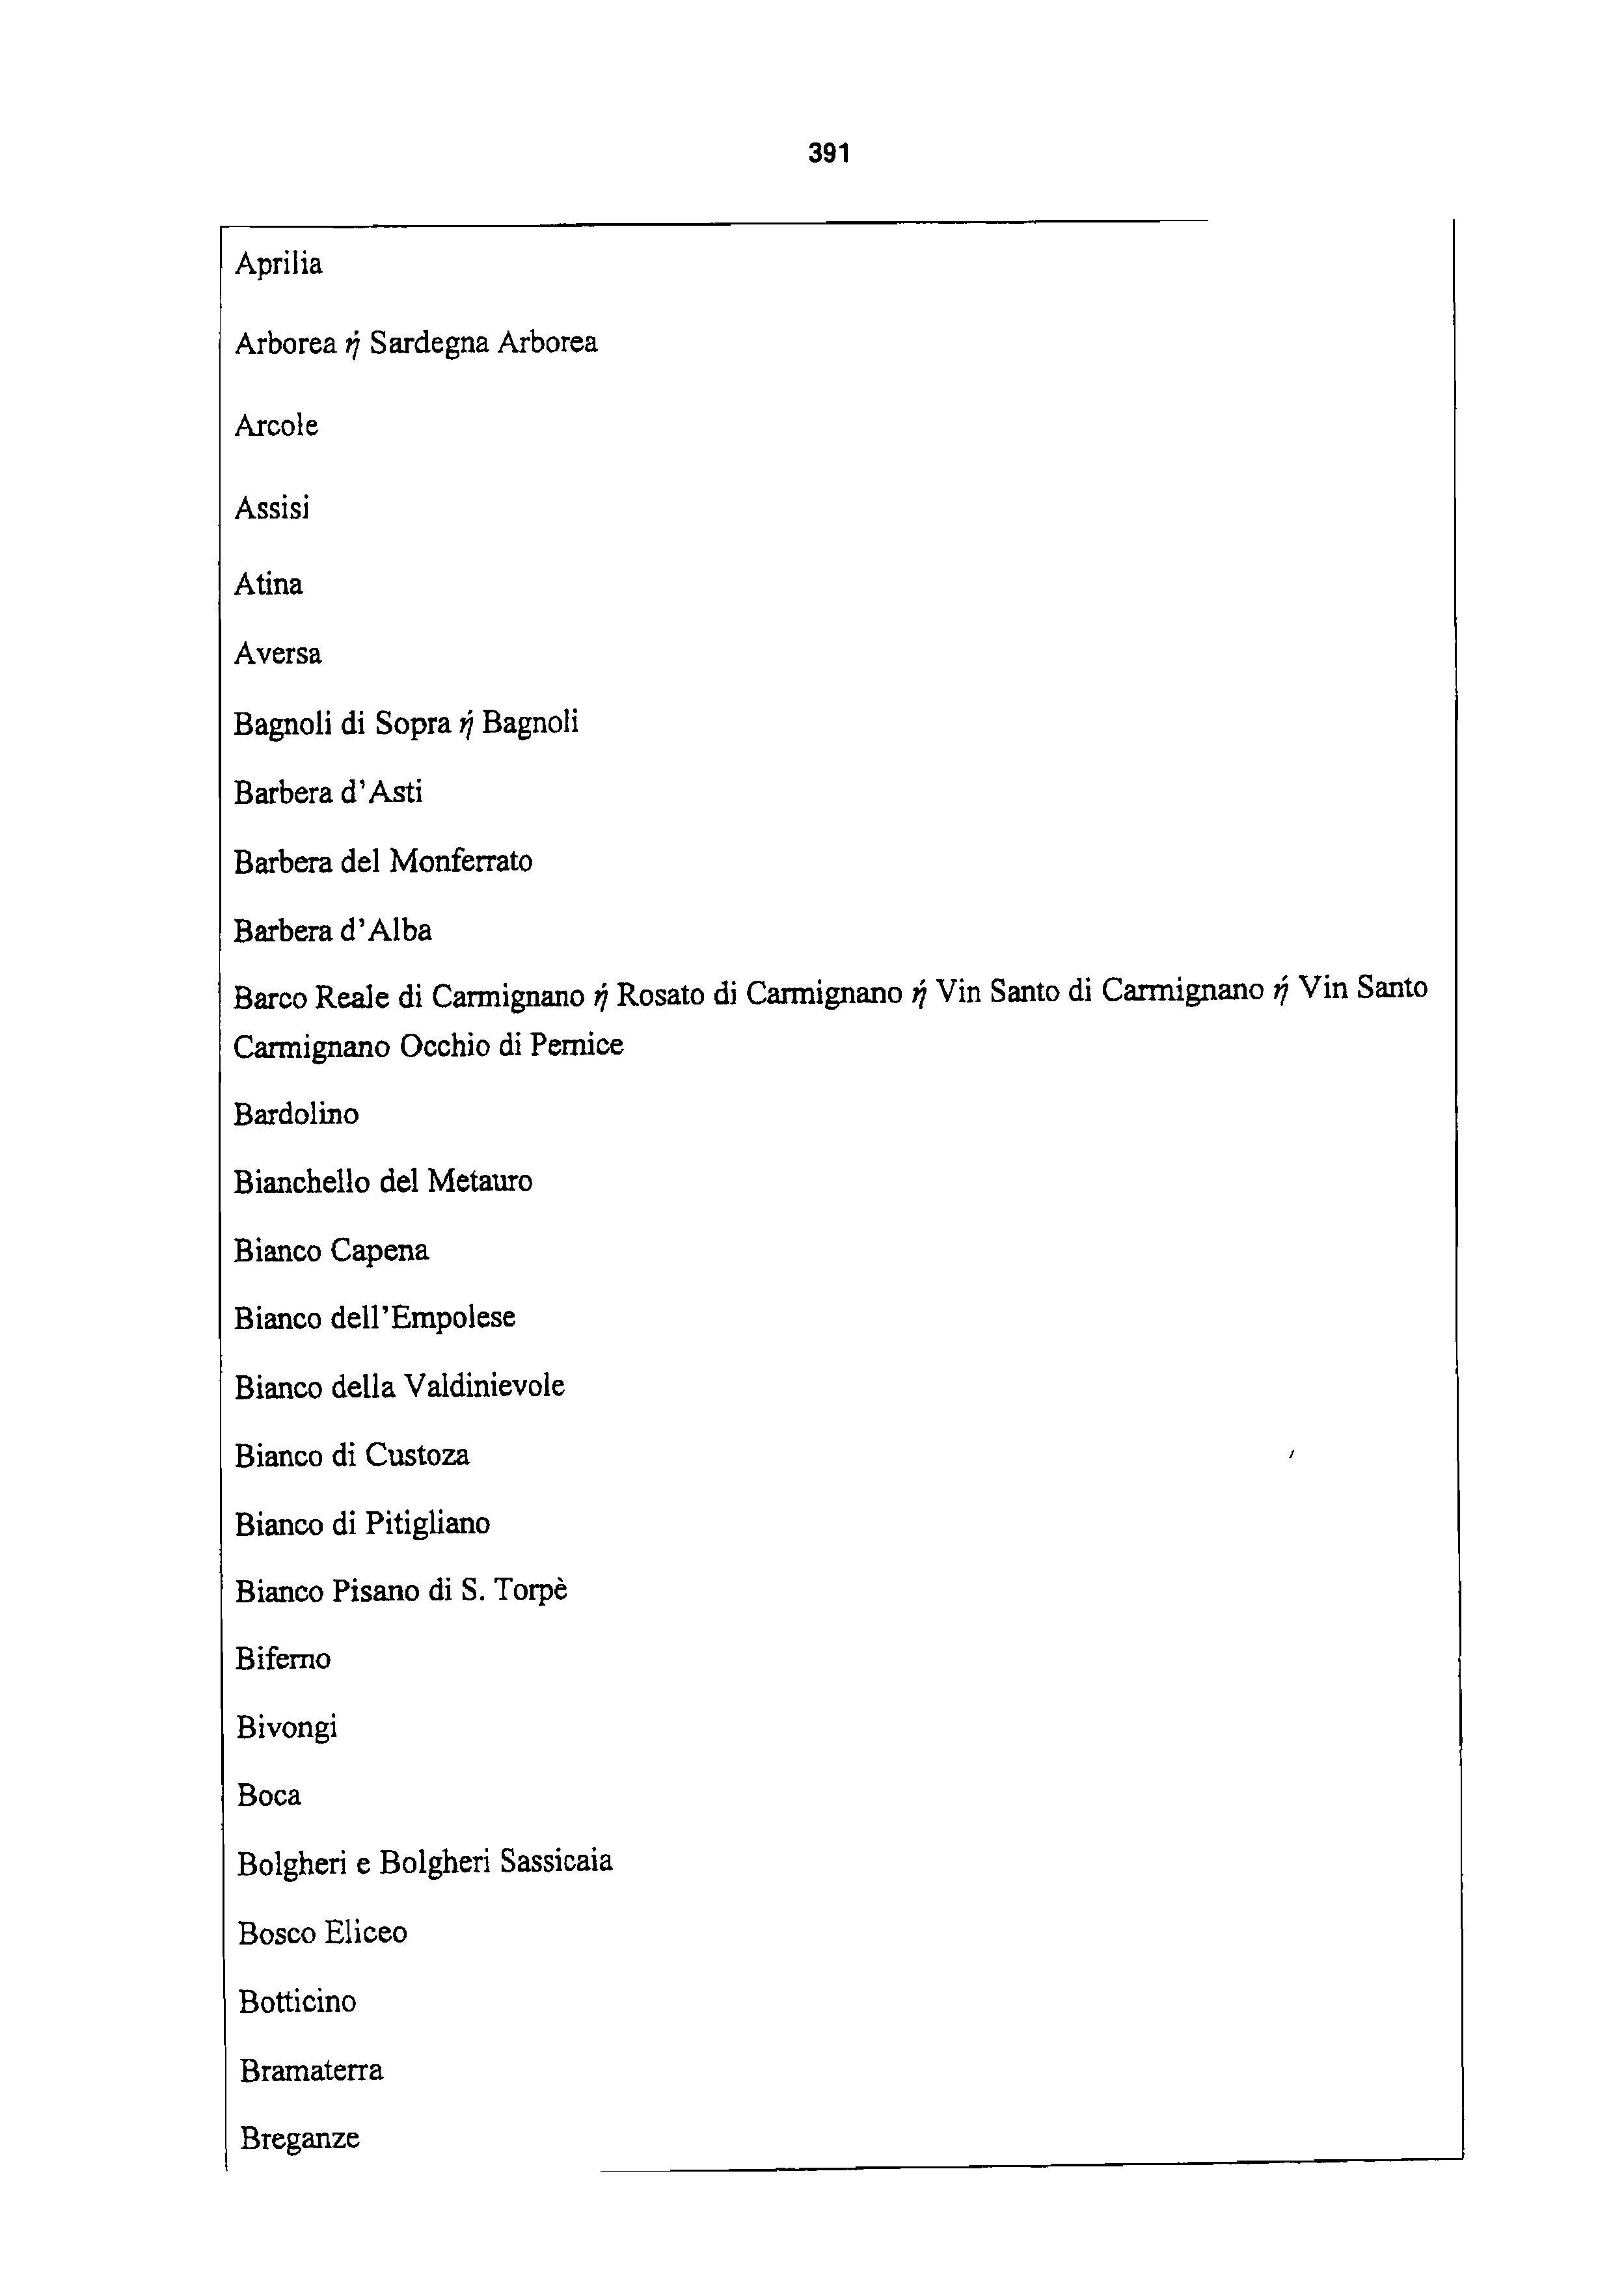 391
Aprilia
Arborea ή Sardegna Arborea
Arcole
Assisi
Atina
Aversa
Bagnoli di Sopra ή Bagnoli
Barbera d’Asti
Barbera del Monferrato
Barbera d’Alba
Barco Reale di Carmignano ή Rosato di Carmignano ή Vin Santo di Carmignano ή Vin Santo
Carmignano Occhio di Pernice
Bardolino
Bianchello del Metauro
Bianco Capena
Bianco dell’Empolese
Bianco della Valdinievole
Bianco di Custoza
Bianco di Pitigliano
Bianco Pisano di S. Torpè
Biferno
Bivongi
Boca
Bolgheri e Bolgheri Sassicaia
Bosco Eliceo
Botticino
Bramaterra
Breganze